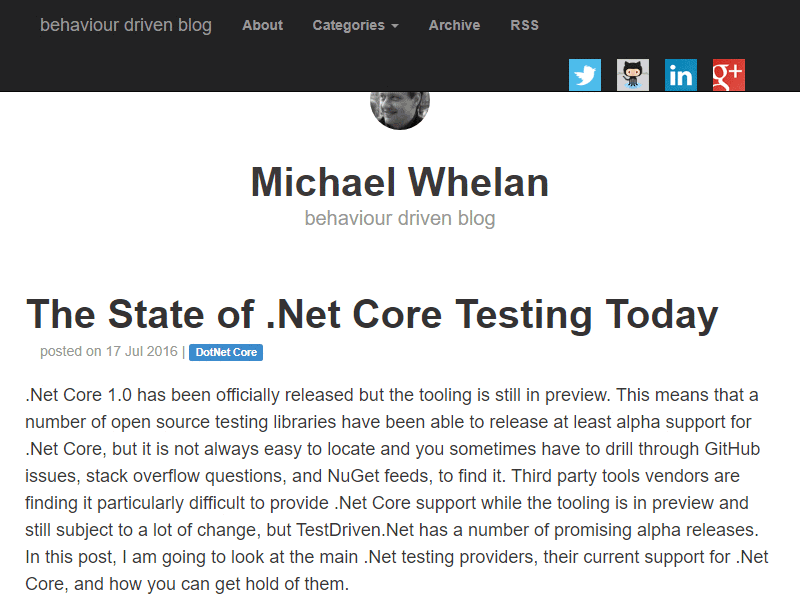 behaviour driven blog About Categories Archive RSS
in g+
Michael Whelan
behaviour driven blog
The State of .Net Core Testing Today
posted on 17 Jul 2016 | DotNet Core
.Net Core 1.0 has been officially released but the tooling is still in preview. This means that a
number of open source testing libraries have been able to release at least alpha support for
.Net Core, but it is not always easy to locate and you sometimes have to drill through GitHub
issues, stack overflow questions, and NuGet feeds, to find it. Third party tools vendors are
finding it particularly difficult to provide .Net Core support while the tooling is in preview and
still subject to a lot of change, but TestDriven.Net has a number of promising alpha releases.
In this post, I am going to look at the main .Net testing providers, their current support for .Net
Core, and how you can get hold of them.